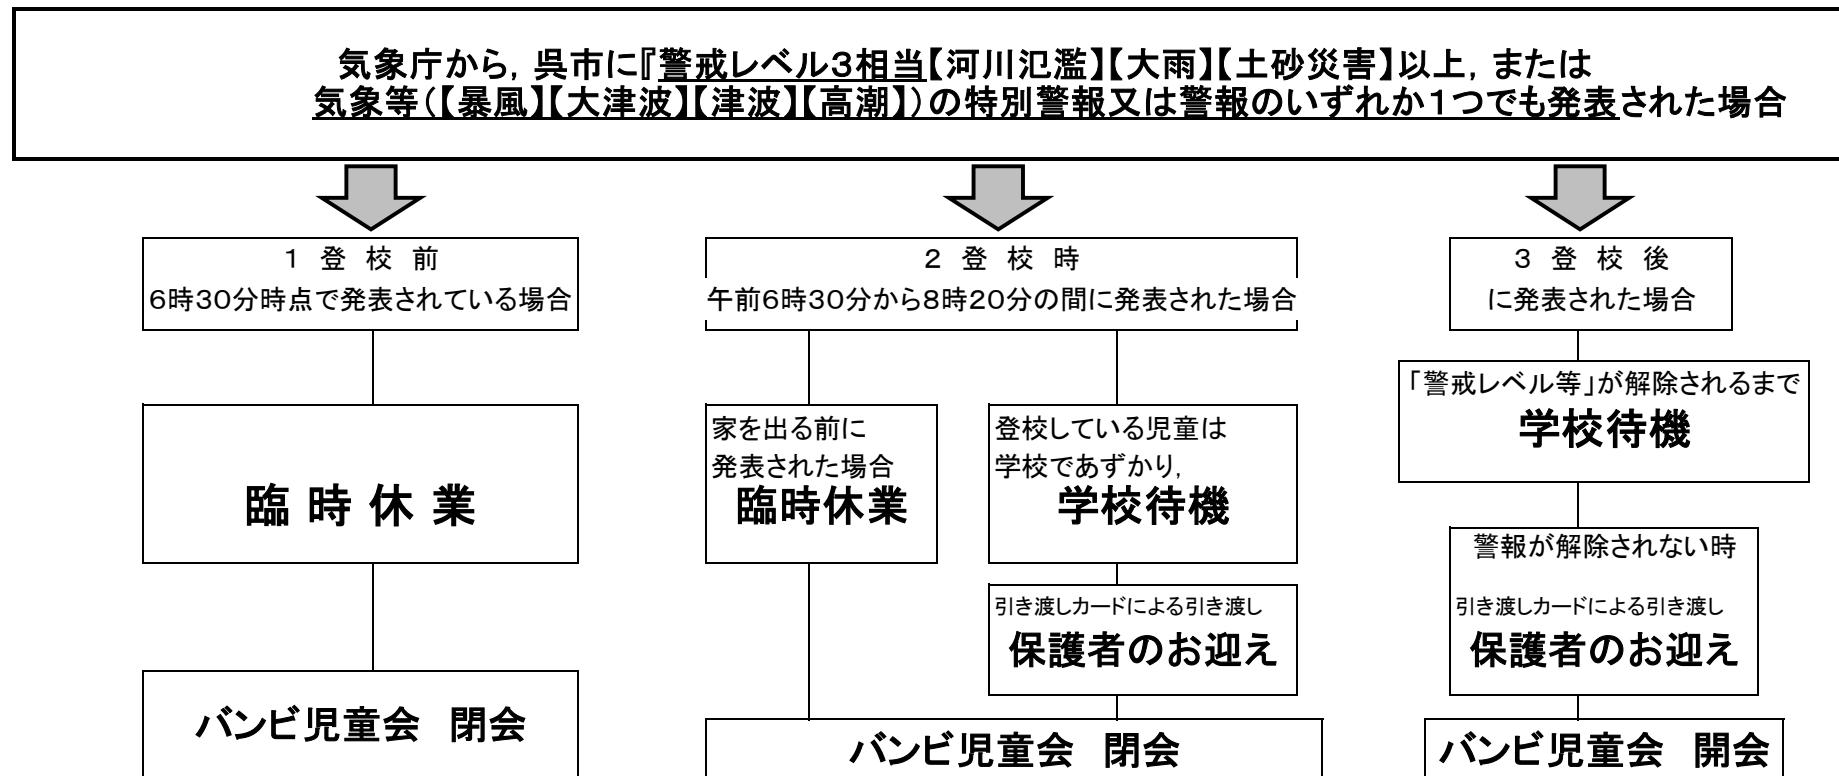 気象庁から，呉市に『警戒レベル３相当【河川氾濫】【大雨】【土砂災害】以上，または
気象等（【暴風】【大津波】【津波】【高潮】）の特別警報又は警報のいずれか１つでも発表された場合
１ 登 校 前
６時３０分時点で発表されている場合
臨 時 休 業
バンビ児童会　閉会
２ 登 校 時
午前６時３０分から８時２０分の間に発表された場合
家を出る前に
発表された場合
臨時休業
登校している児童は
学校であずかり，
学校待機
引き渡しカードによる引き渡し
保護者のお迎え
バンビ児童会　閉会
３ 登 校 後
に発表された場合
「警戒レベル等」が解除されるまで
学校待機
警報が解除されない時
引き渡しカードによる引き渡し
保護者のお迎え
バンビ児童会　開会